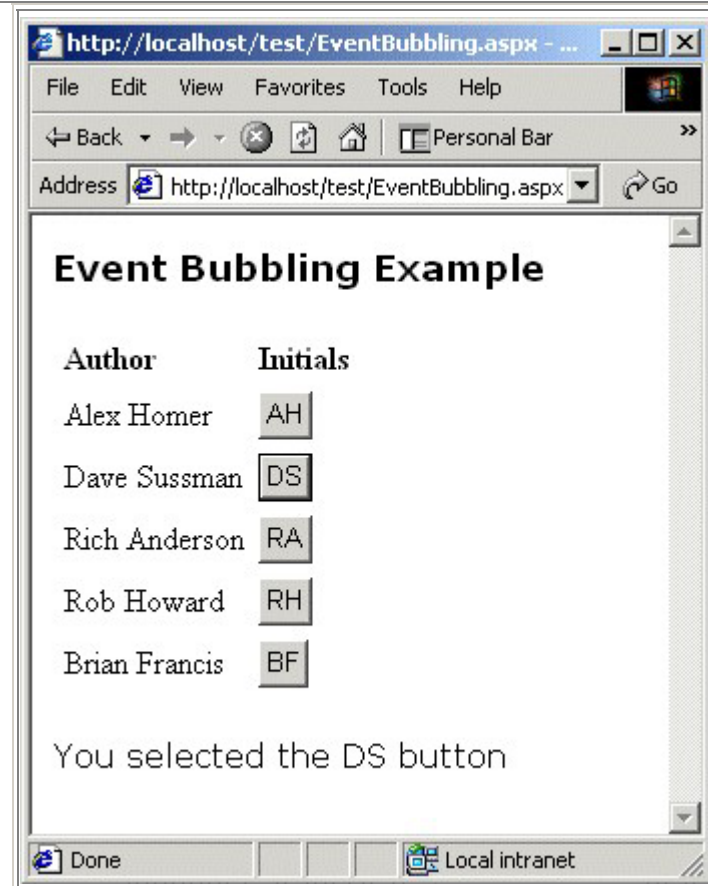 http://localhost/test/EventBubbling.aspx - ...
File Edit View Favorites Tools Help
Back Personal Bar »
Address http://localhost/test/EventBubbling.aspx Go
Event Bubbling Example
Author Initials
Alex Homer AH
Dave Sussman DS
Rich Anderson RA
Rob Howard RH
Brian Francis BF
You selected the DS button
Done Local intranet